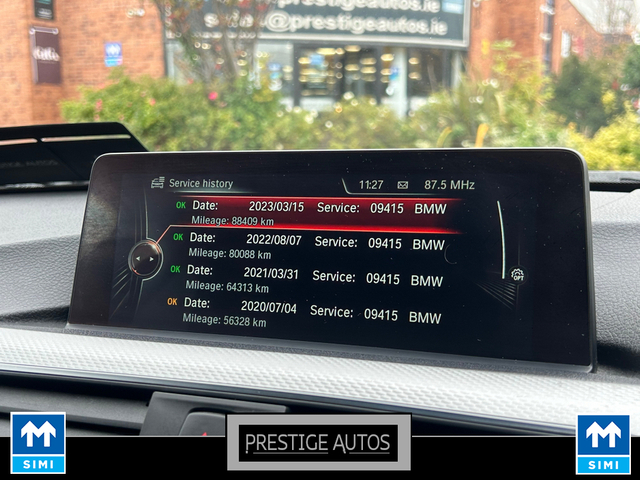 prestigeautos.ie
@prestigeautos.ie
Service history
11:27
87.5 MHz
OK Date: 2023/03/15 Service: 09415 BMW
Mileage: 88409 km
OK Date: 2022/08/07 Service: 09415 BMW
Mileage: 80088 km
OK Date: 2021/03/31 Service: 09415 BMW
Mileage: 64313 km
OK Date: 2020/07/04 Service: 09415 BMW
Mileage: 56328 km
OPT
SIMI
PRESTIGE AUTOS
SIMI